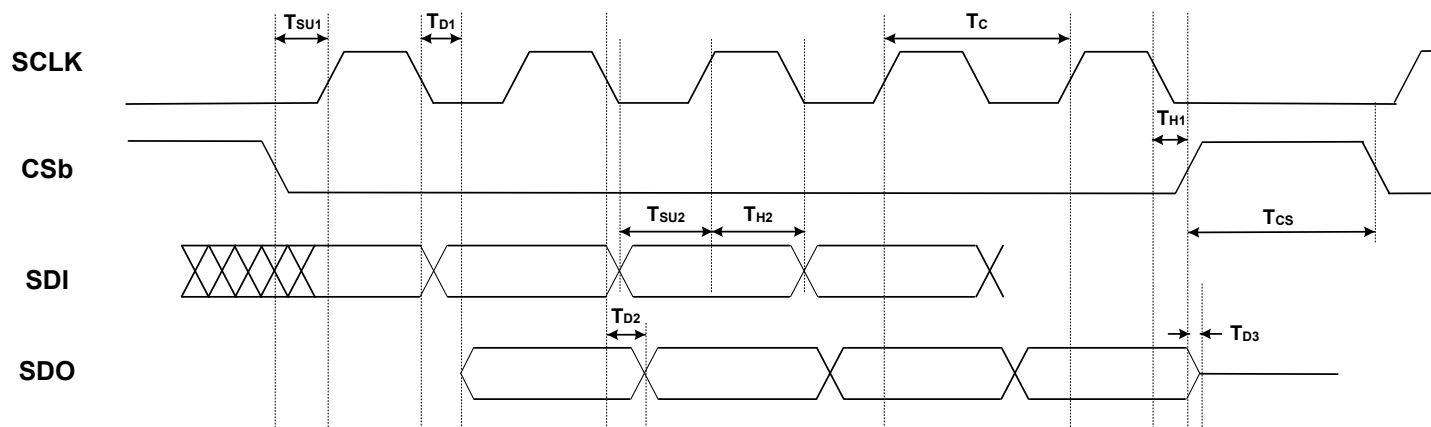 TSU1
TD1
TC
SCLK
TH1
CSb
TSU2
TH2
TCS
SDI
TD2
TD3
SDO